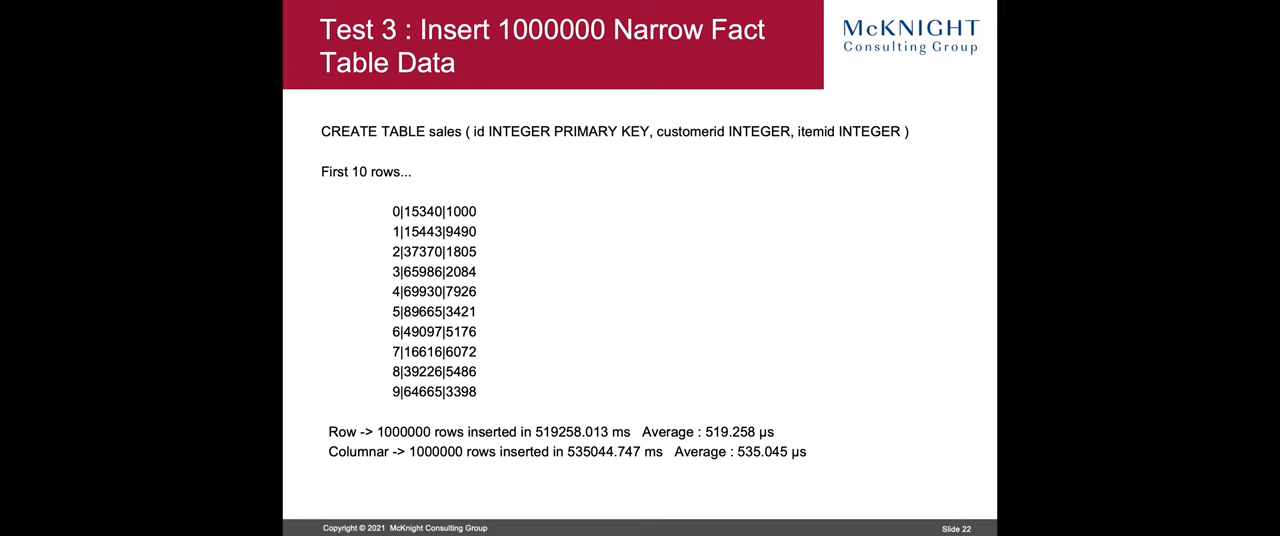 Test 3 : Insert 1000000 Narrow Fact
Table Data
McKNIGHT
Consulting Group
CREATE TABLE sales ( id INTEGER PRIMARY KEY, customerid INTEGER, itemid INTEGER )
First 10 rows...
0|15340|1000
1|15443|9490
2|37370|1805
3|65986|2084
4|69930|7926
5|89665|3421
6|49097|5176
7|16616|6072
8|39226|5486
9|64665|3398
Row -> 1000000 rows inserted in 519258.013 ms Average : 519.258 µs
Columnar -> 1000000 rows inserted in 535044.747 ms Average : 535.045 µs
Copyright © 2021 McKnight Consulting Group
Slide 22